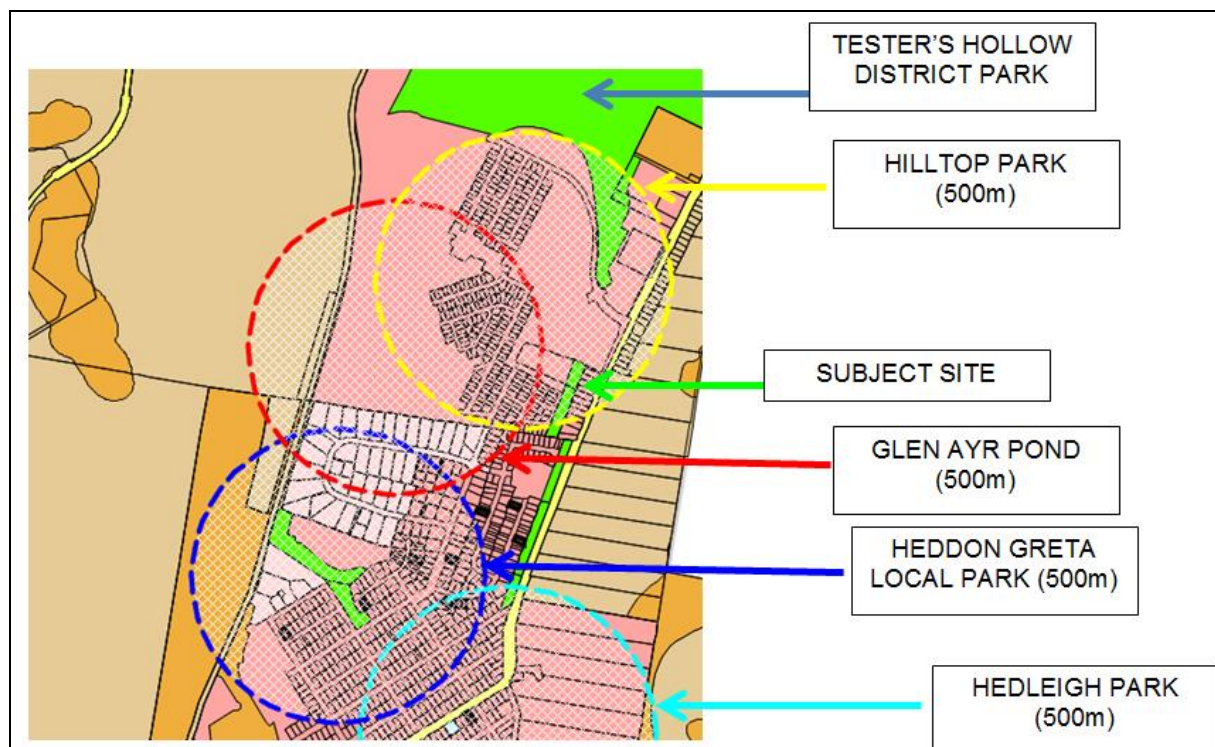 TESTER'S HOLLOW
DISTRICT PARK
HILLTOP PARK
(500m)
SUBJECT SITE
GLEN AYR POND
(500m)
HEDDON GRETA
LOCAL PARK (500m)
HEDLEIGH PARK
(500m)